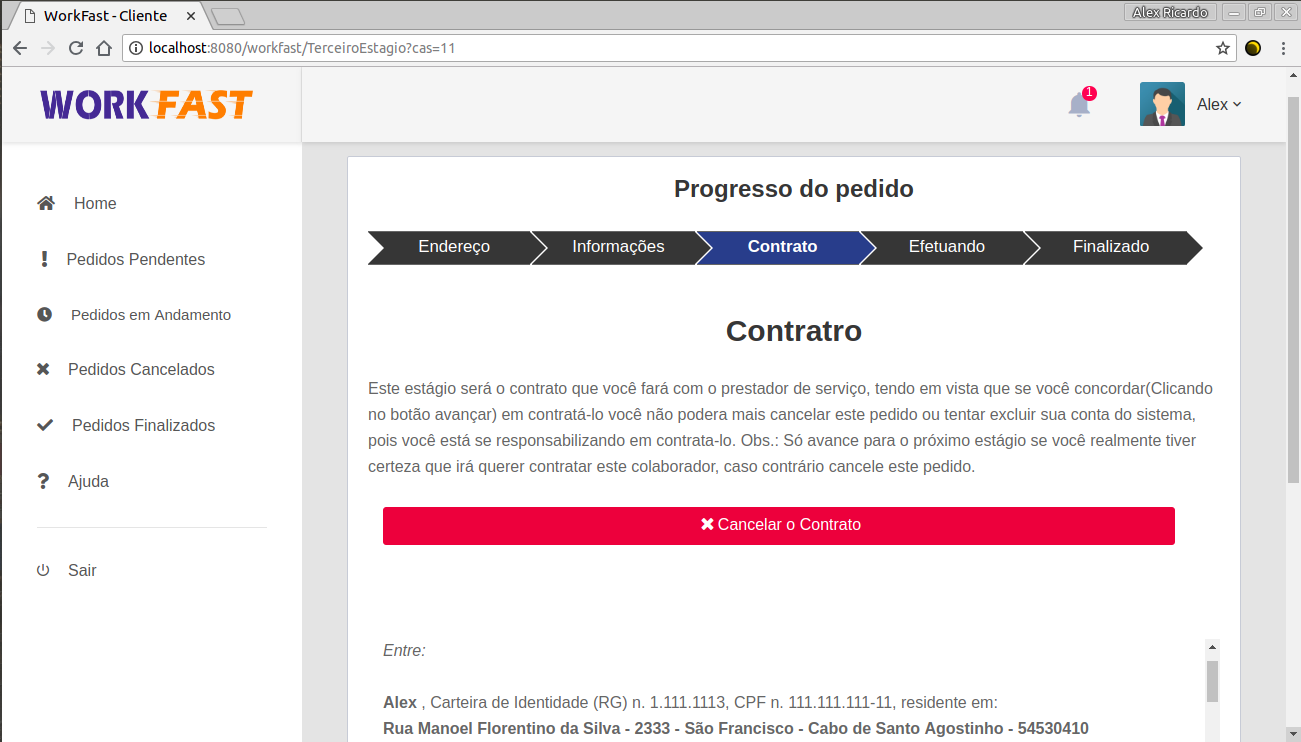 WorkFast - Cliente
Alex Ricardo
localhost:8080/workfast/TerceiroEstagio?cas=11
WORK FAST
1
Alex
Home
Pedidos Pendentes
Pedidos em Andamento
Pedidos Cancelados
Pedidos Finalizados
Ajuda
Sair
Progresso do pedido
Endereço
Informações
Contrato
Efetuando
Finalizado
Contratro
Este estágio será o contrato que você fará com o prestador de serviço, tendo em vista que se você concordar(Clicando
no botão avançar) em contratá-lo você não podera mais cancelar este pedido ou tentar excluir sua conta do sistema,
pois você está se responsabilizando em contrata-lo. Obs.: Só avance para o próximo estágio se você realmente tiver
certeza que irá querer contratar este colaborador, caso contrário cancele este pedido.
Cancelar o Contrato
Entre:
Alex , Carteira de Identidade (RG) n. 1.111.1113, CPF n. 111.111.111-11, residente em:
Rua Manoel Florentino da Silva - 2333 - São Francisco - Cabo de Santo Agostinho - 54530410